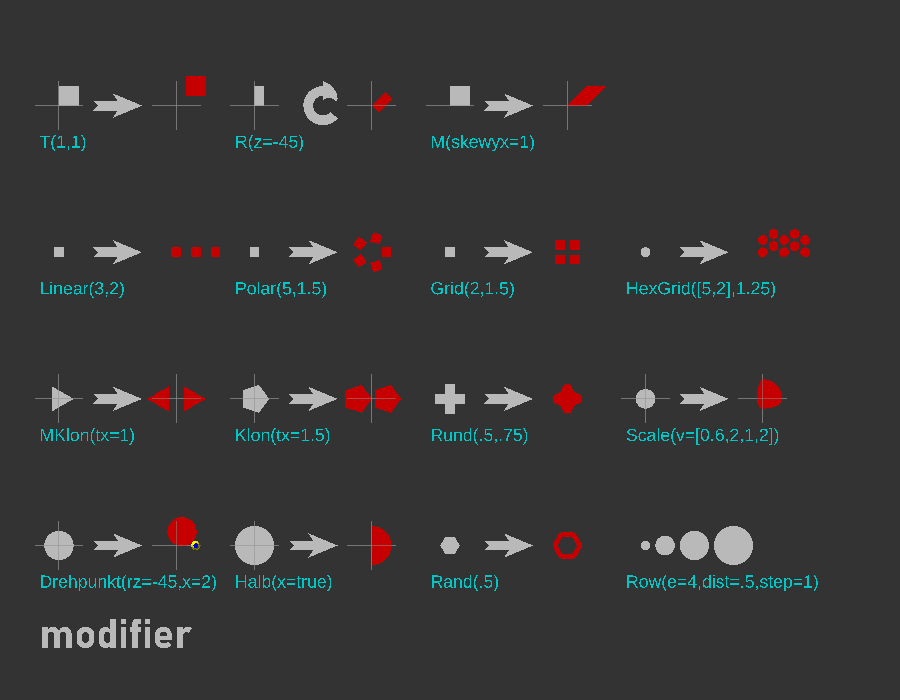 T(1,1) R(z=-45) M(skewyx=1)
Linear(3,2) Polar(5,1.5) Grid(2,1.5) HexGrid([5,2],1.25)
MKlon(tx=1) Klon(tx=1.5) Rund(.5,.75) Scale(v=[0.6,2,1,2])
Drehpunkt(rz=-45,x=2) Halb(x=true) Rand(.5) Row(e=4,dist=.5,step=1)
modifier